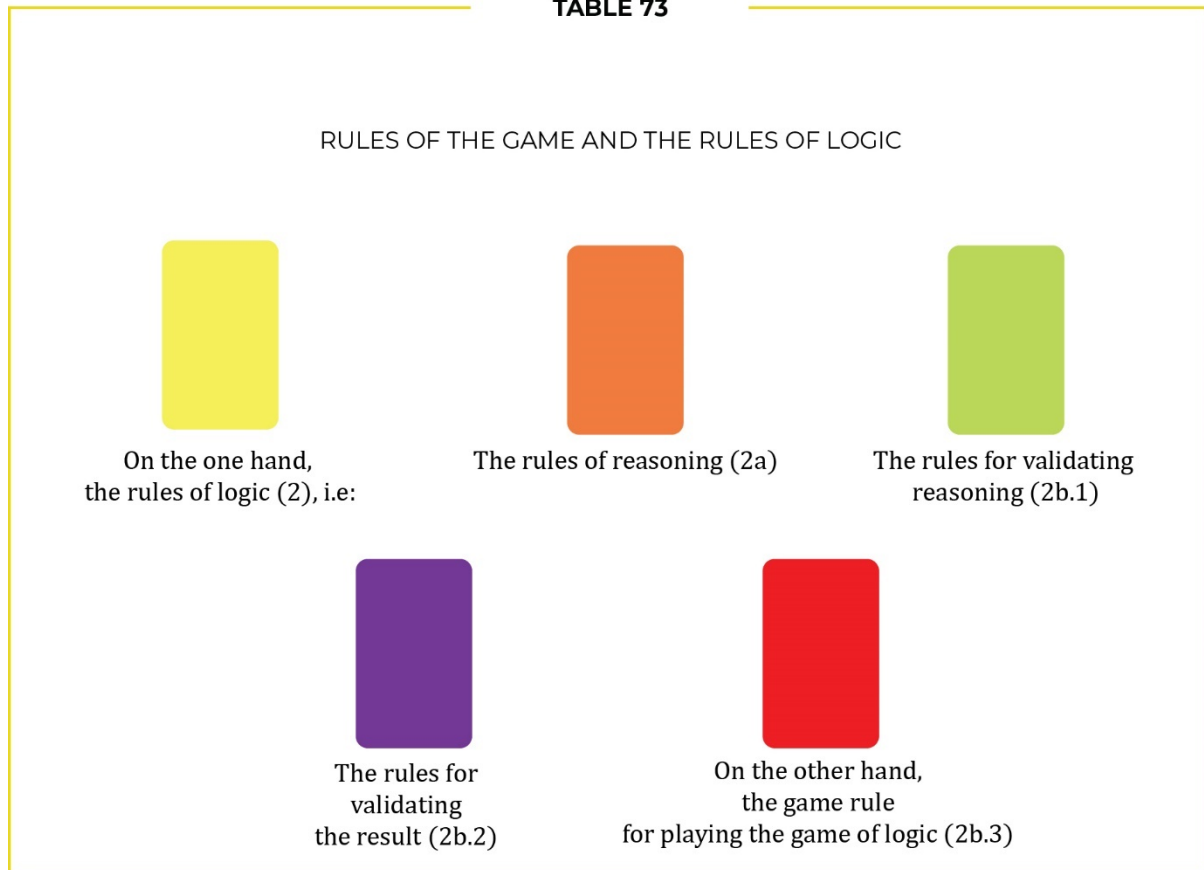 TABLE 73
RULES OF THE GAME AND THE RULES OF LOGIC
On the one hand,
the rules of logic (2), i.e:
The rules of reasoning (2a)
The rules for validating
reasoning (2b.1)
The rules for
validating
the result (2b.2)
On the other hand,
the game rule
for playing the game of logic (2b.3)